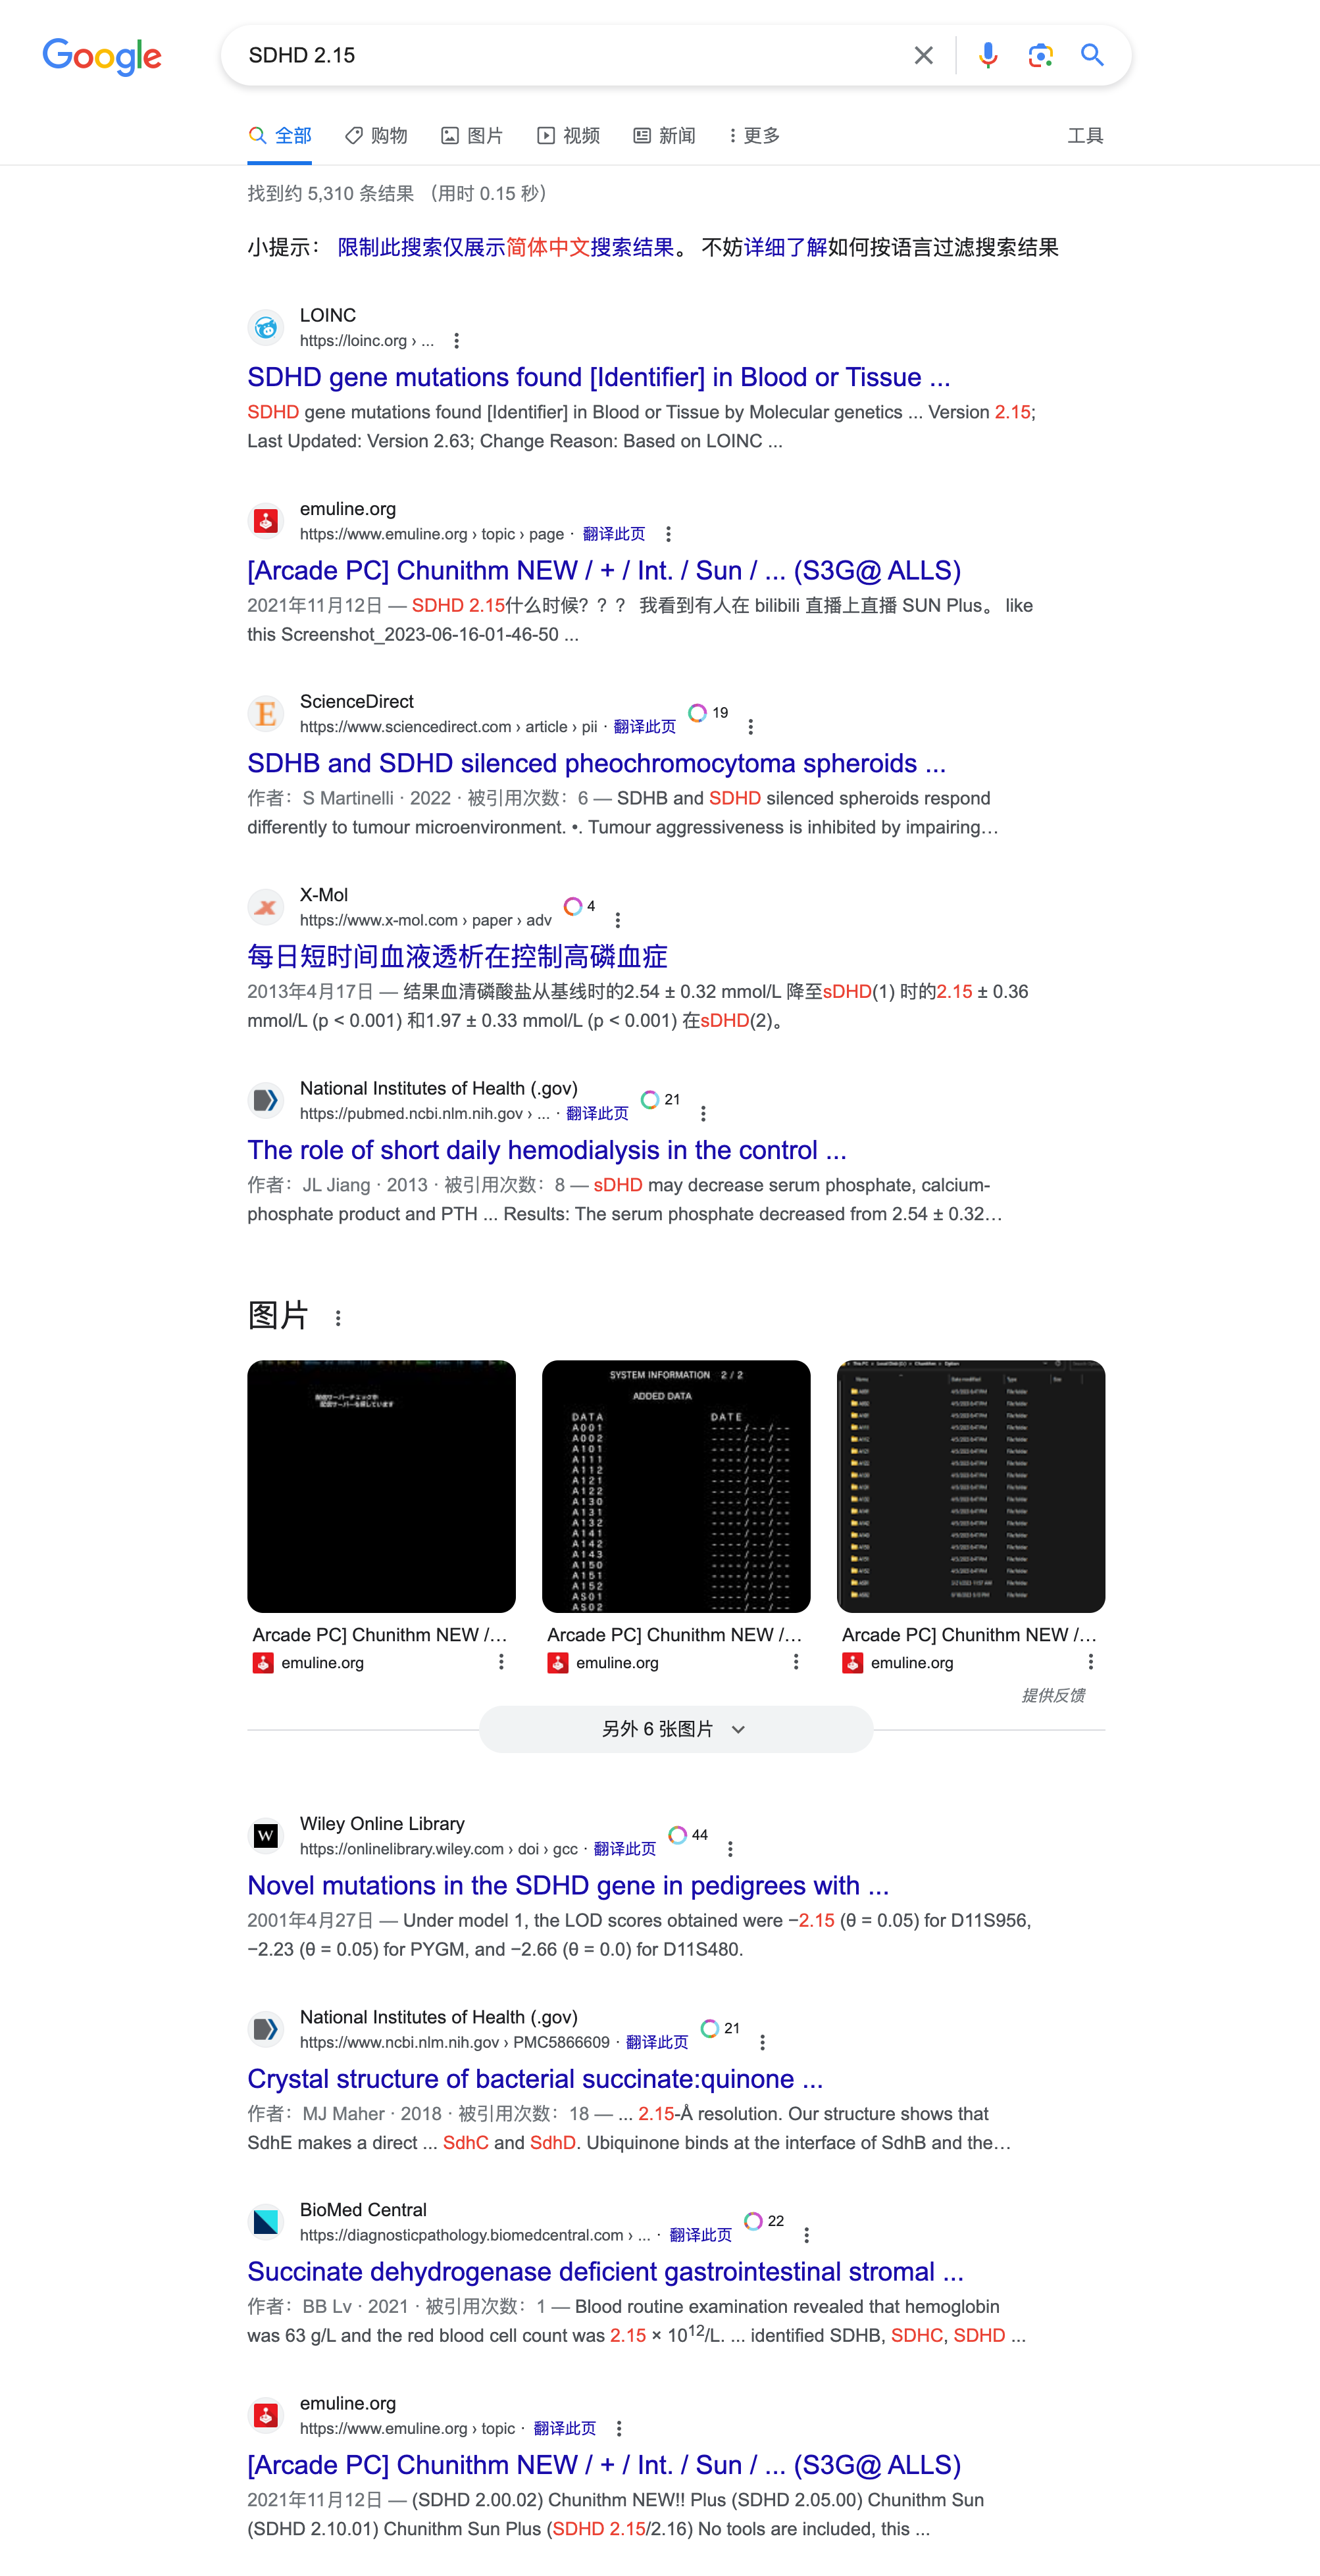 Google
SDHD 2.15
全部 购物 图片 视频 新闻 更多 工具
找到约 5,310 条结果 （用时 0.15 秒）
小提示： 限制此搜索仅展示简体中文搜索结果。 不妨详细了解如何按语言过滤搜索结果
LOINC
https://loinc.org › ...
SDHD gene mutations found [Identifier] in Blood or Tissue ...
SDHD gene mutations found [Identifier] in Blood or Tissue by Molecular genetics ... Version 2.15;
Last Updated: Version 2.63; Change Reason: Based on LOINC ...
emuline.org
https://www.emuline.org › topic › page · 翻译此页
[Arcade PC] Chunithm NEW / + / Int. / Sun / ... (S3G@ ALLS)
2021年11月12日 — SDHD 2.15什么时候？？？ 我看到有人在 bilibili 直播上直播 SUN Plus。 like
this Screenshot_2023-06-16-01-46-50 ...
ScienceDirect
https://www.sciencedirect.com › article › pii · 翻译此页 19
SDHB and SDHD silenced pheochromocytoma spheroids ...
作者：S Martinelli · 2022 · 被引用次数：6 — SDHB and SDHD silenced spheroids respond
differently to tumour microenvironment. •. Tumour aggressiveness is inhibited by impairing…
X-Mol
https://www.x-mol.com › paper › adv 4
每日短时间血液透析在控制高磷血症
2013年4月17日 — 结果血清磷酸盐从基线时的2.54 ± 0.32 mmol/L 降至sDHD(1) 时的2.15 ± 0.36
mmol/L (p < 0.001) 和1.97 ± 0.33 mmol/L (p < 0.001) 在sDHD(2)。
National Institutes of Health (.gov)
https://pubmed.ncbi.nlm.nih.gov › ... · 翻译此页 21
The role of short daily hemodialysis in the control ...
作者：JL Jiang · 2013 · 被引用次数：8 — sDHD may decrease serum phosphate, calcium-
phosphate product and PTH ... Results: The serum phosphate decreased from 2.54 ± 0.32…
图片
SYSTEM INFORMATION 2 / 2
ADDED DATA
DATA DATE
A001 ----/--/--
A002 ----/--/--
A101 ----/--/--
A111 ----/--/--
A112 ----/--/--
A121 ----/--/--
A122 ----/--/--
A130 ----/--/--
A131 ----/--/--
A132 ----/--/--
A141 ----/--/--
A142 ----/--/--
A143 ----/--/--
A150 ----/--/--
A151 ----/--/--
A152 ----/--/--
AS01 ----/--/--
AS02 ----/--/--
Arcade PC] Chunithm NEW /… Arcade PC] Chunithm NEW /… Arcade PC] Chunithm NEW /…
emuline.org emuline.org emuline.org
提供反馈
另外 6 张图片
Wiley Online Library
https://onlinelibrary.wiley.com › doi › gcc · 翻译此页 44
Novel mutations in the SDHD gene in pedigrees with ...
2001年4月27日 — Under model 1, the LOD scores obtained were −2.15 (θ = 0.05) for D11S956,
−2.23 (θ = 0.05) for PYGM, and −2.66 (θ = 0.0) for D11S480.
National Institutes of Health (.gov)
https://www.ncbi.nlm.nih.gov › PMC5866609 · 翻译此页 21
Crystal structure of bacterial succinate:quinone ...
作者：MJ Maher · 2018 · 被引用次数：18 — ... 2.15-Å resolution. Our structure shows that
SdhE makes a direct ... SdhC and SdhD. Ubiquinone binds at the interface of SdhB and the…
BioMed Central
https://diagnosticpathology.biomedcentral.com › ... · 翻译此页 22
Succinate dehydrogenase deficient gastrointestinal stromal ...
作者：BB Lv · 2021 · 被引用次数：1 — Blood routine examination revealed that hemoglobin
was 63 g/L and the red blood cell count was 2.15 × 10¹²/L. ... identified SDHB, SDHC, SDHD ...
emuline.org
https://www.emuline.org › topic · 翻译此页
[Arcade PC] Chunithm NEW / + / Int. / Sun / ... (S3G@ ALLS)
2021年11月12日 — (SDHD 2.00.02) Chunithm NEW!! Plus (SDHD 2.05.00) Chunithm Sun
(SDHD 2.10.01) Chunithm Sun Plus (SDHD 2.15/2.16) No tools are included, this ...